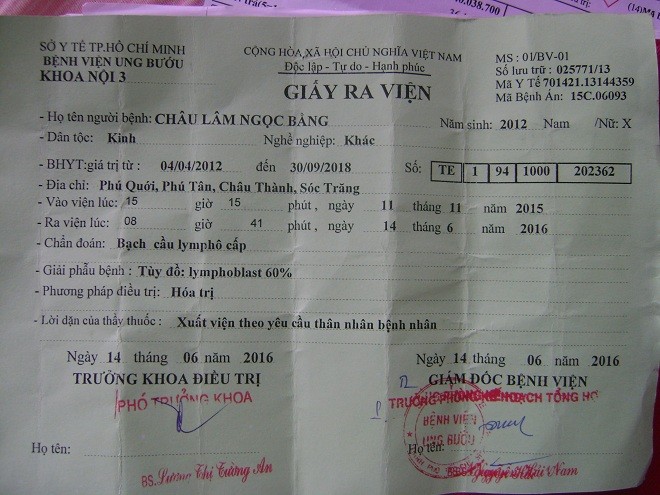 SỞ Y TẾ TP.HỒ CHÍ MINH
BỆNH VIỆN UNG BƯỚU
KHOA NỘI 3
CỘNG HÒA XÃ HỘI CHỦ NGHĨA VIỆT NAM
Độc lập - Tự do - Hạnh phúc
GIẤY RA VIỆN
MS : 01/BV-01
Số lưu trữ : 025771/13
Mã Y Tế 701421.13144359
Mã Bệnh Án: 15C.06093
- Họ tên người bệnh: CHÂU LÂM NGỌC BẰNG Năm sinh: 2012 Nam /Nữ: X
- Dân tộc: Kinh Nghề nghiệp: Khác
- BHYT:giá trị từ : 04/04/2012 đến 30/09/2018 Số: TE 1 94 1000 202362
- Địa chỉ: Phú Quới, Phú Tân, Châu Thành, Sóc Trăng
- Vào viện lúc: 15 giờ 15 phút, ngày 11 tháng 11 năm 2015
- Ra viện lúc: 08 giờ 41 phút, ngày 14 tháng 6 năm 2016
- Chẩn đoán: Bạch cầu lymphô cấp
- Giải phẫu bệnh : Tủy đồ: lymphoblast 60%
- Phương pháp điều trị: Hóa trị
- Lời dặn của thầy thuốc : Xuất viện theo yêu cầu thân nhân bệnh nhân
Ngày 14 tháng 06 năm 2016
TRƯỞNG KHOA ĐIỀU TRỊ
PHÓ TRƯỞNG KHOA
Họ tên:
BS. Lương Thị Tường An
Ngày 14 tháng 06 năm 2016
GIÁM ĐỐC BỆNH VIỆN
TRƯỞNG PHÒNG KẾ HOẠCH TỔNG HỢ
BỆNH VIỆN
UNG BƯỚU
Họ tên: